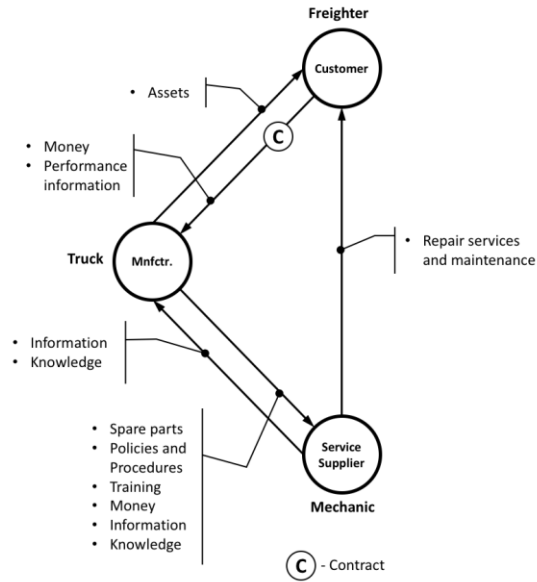 Freighter
Customer
• Assets
C
• Money
• Performance
information
Truck
Mnfctr.
• Repair services
and maintenance
• Information
• Knowledge
• Spare parts
• Policies and
Procedures
• Training
• Money
• Information
• Knowledge
Service
Supplier
Mechanic
C - Contract